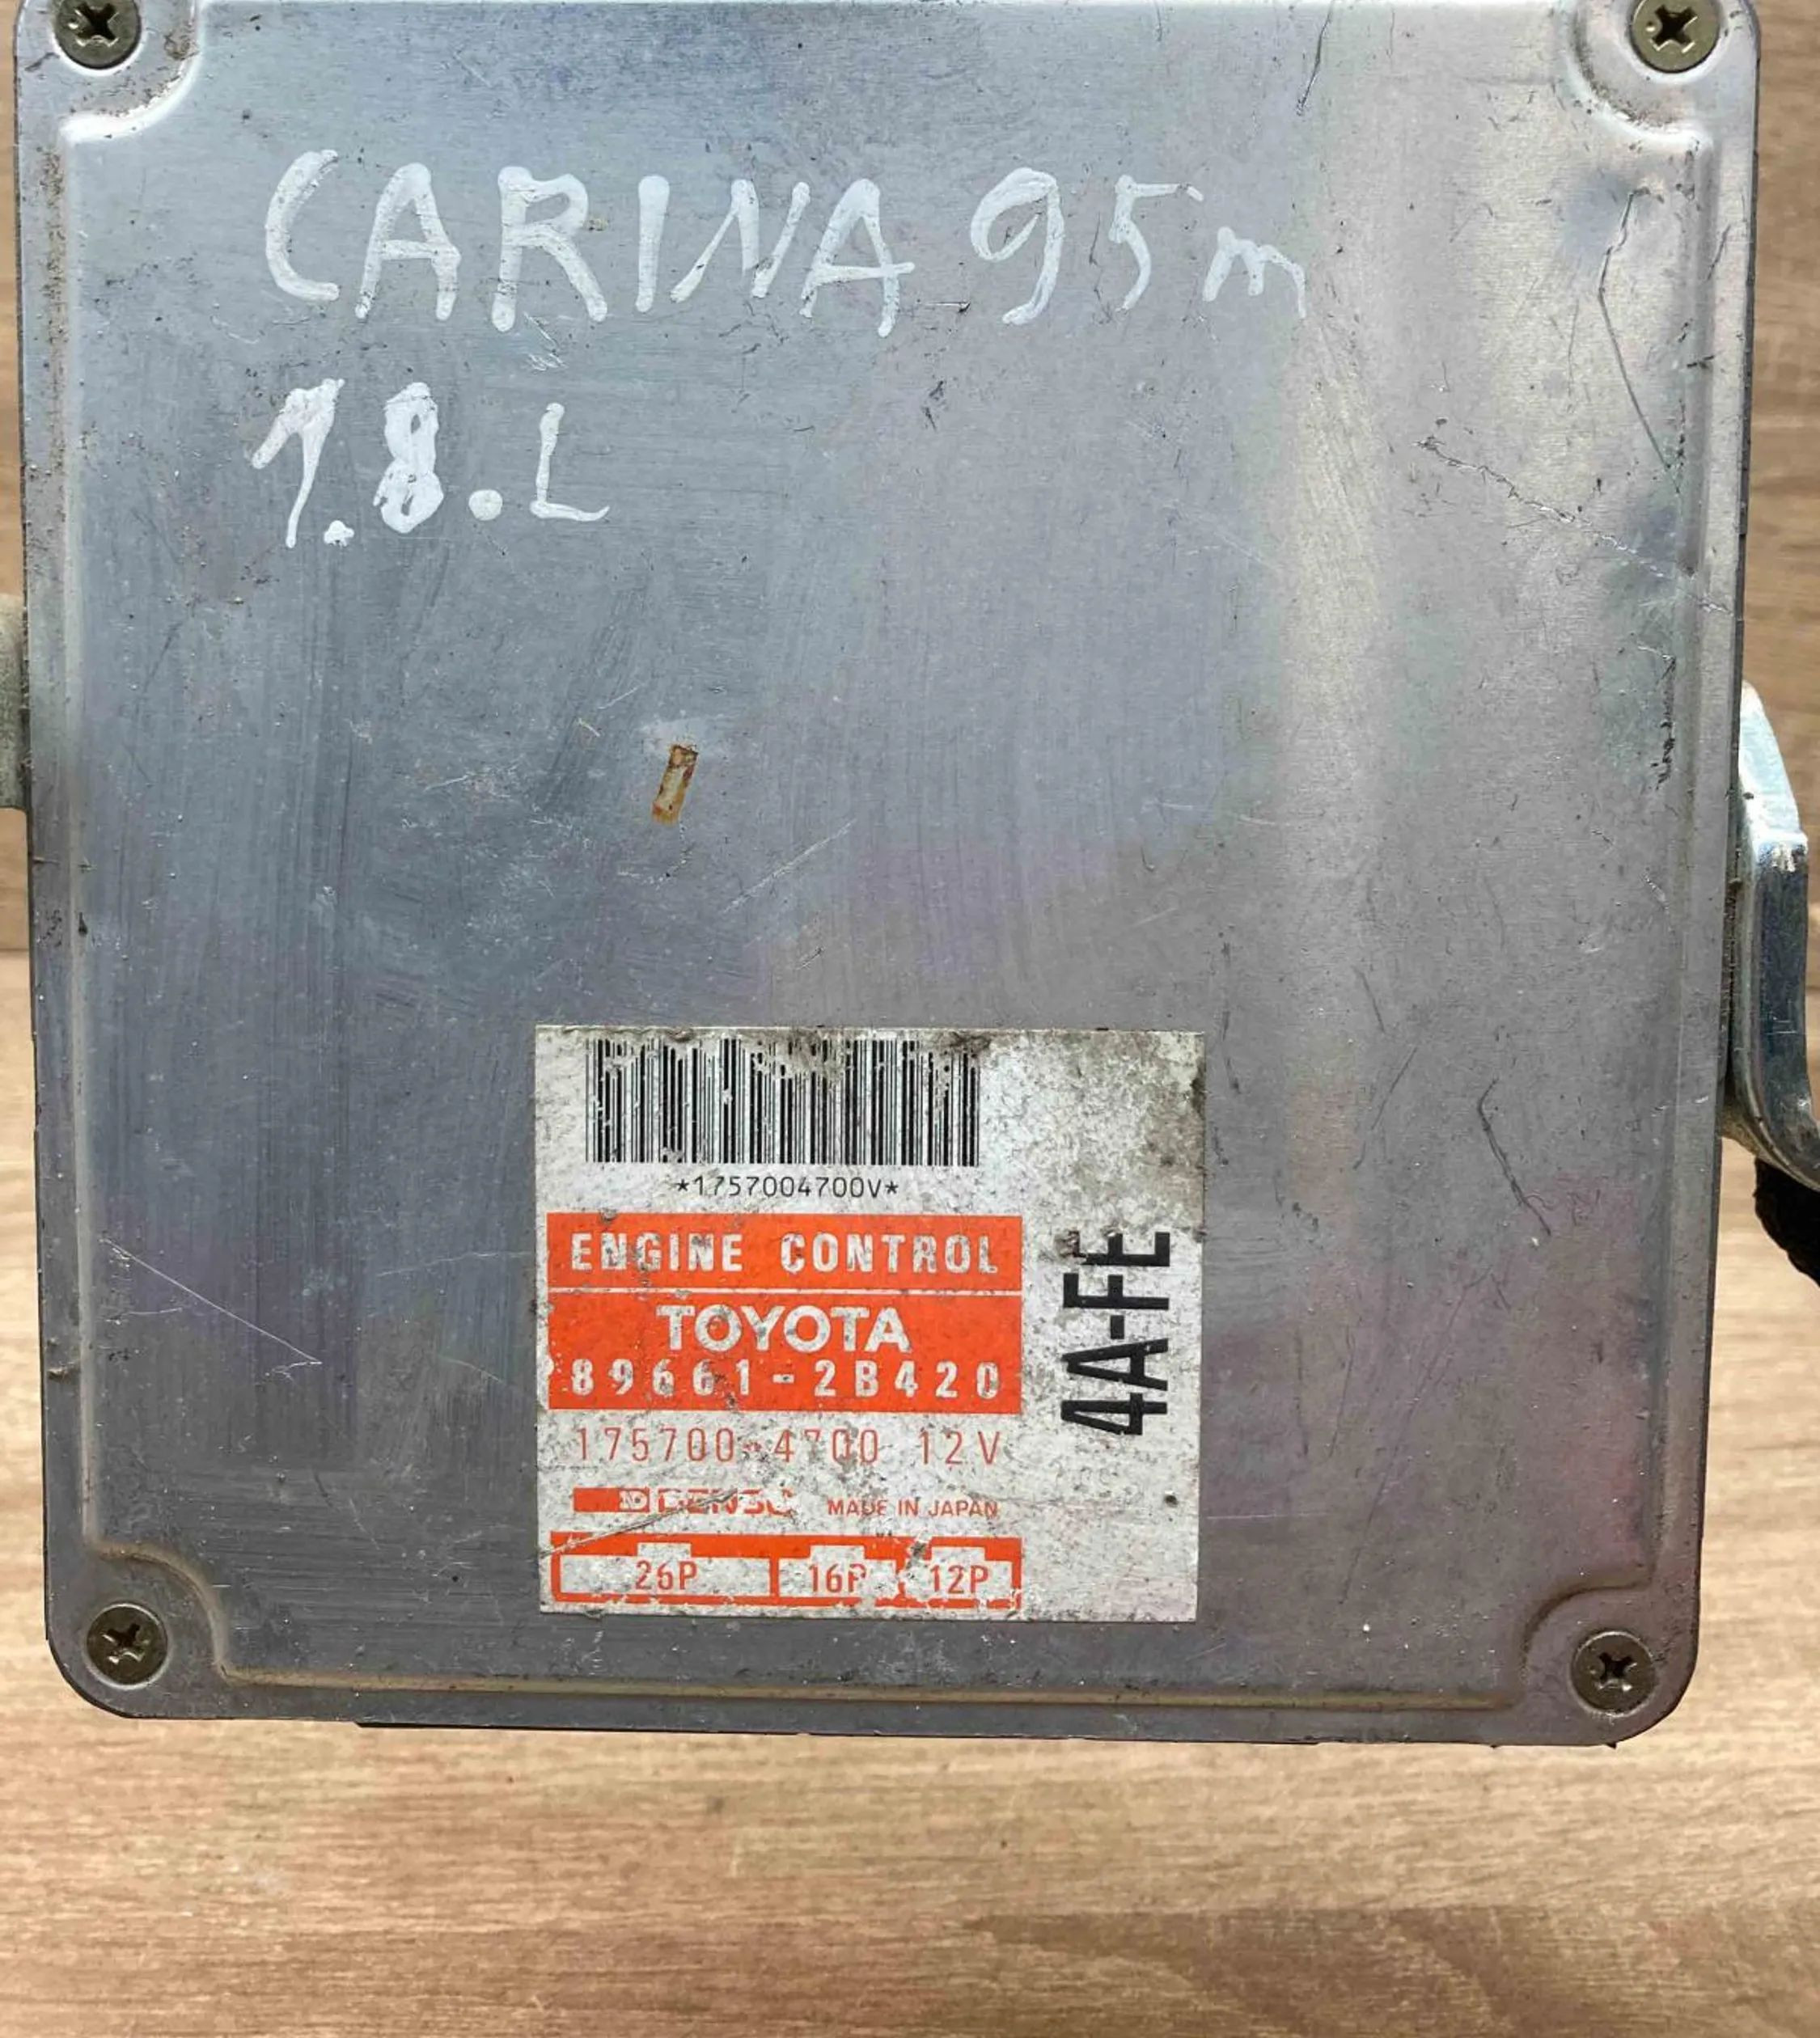 CARINA 95m
1.8.L
*1757004700V*
ENGINE CONTROL
TOYOTA
89661-2B420
175700-4700 12V
DENSO MADE IN JAPAN
26P 16P 12P
4A-FE